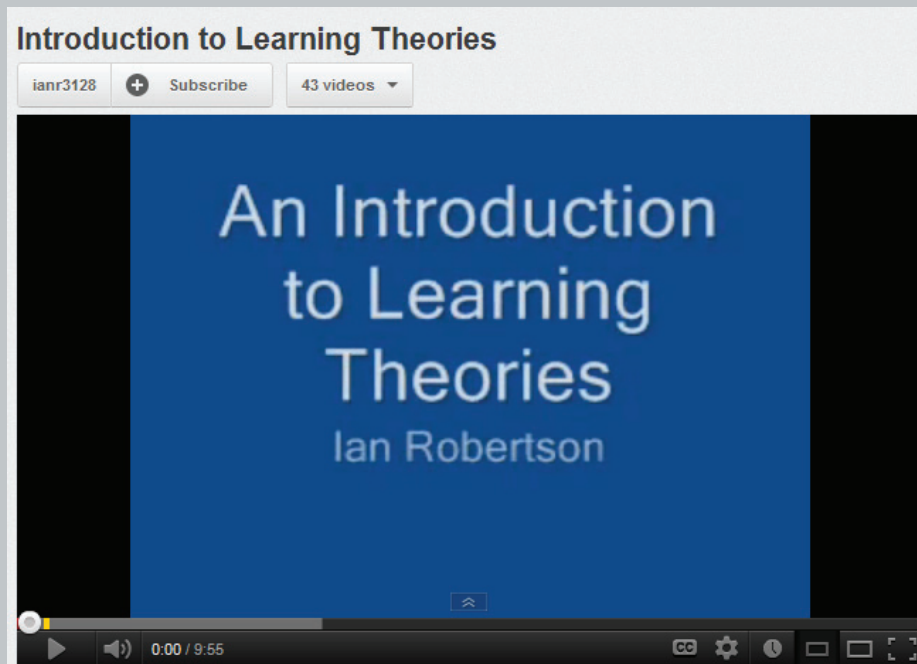 Introduction to Learning Theories
ianr3128 Subscribe 43 videos
An Introduction
to Learning
Theories
Ian Robertson
0:00 / 9:55 CC